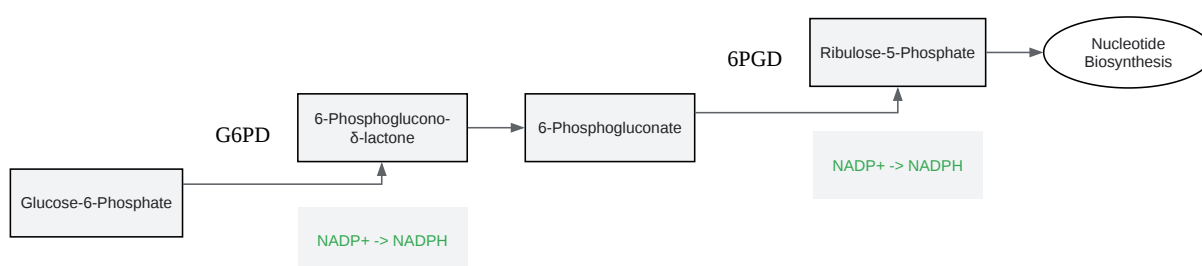 Glucose-6-Phosphate
G6PD
6-Phosphoglucono-
δ-lactone
NADP+ -> NADPH
6-Phosphogluconate
6PGD
Ribulose-5-Phosphate
NADP+ -> NADPH
Nucleotide
Biosynthesis